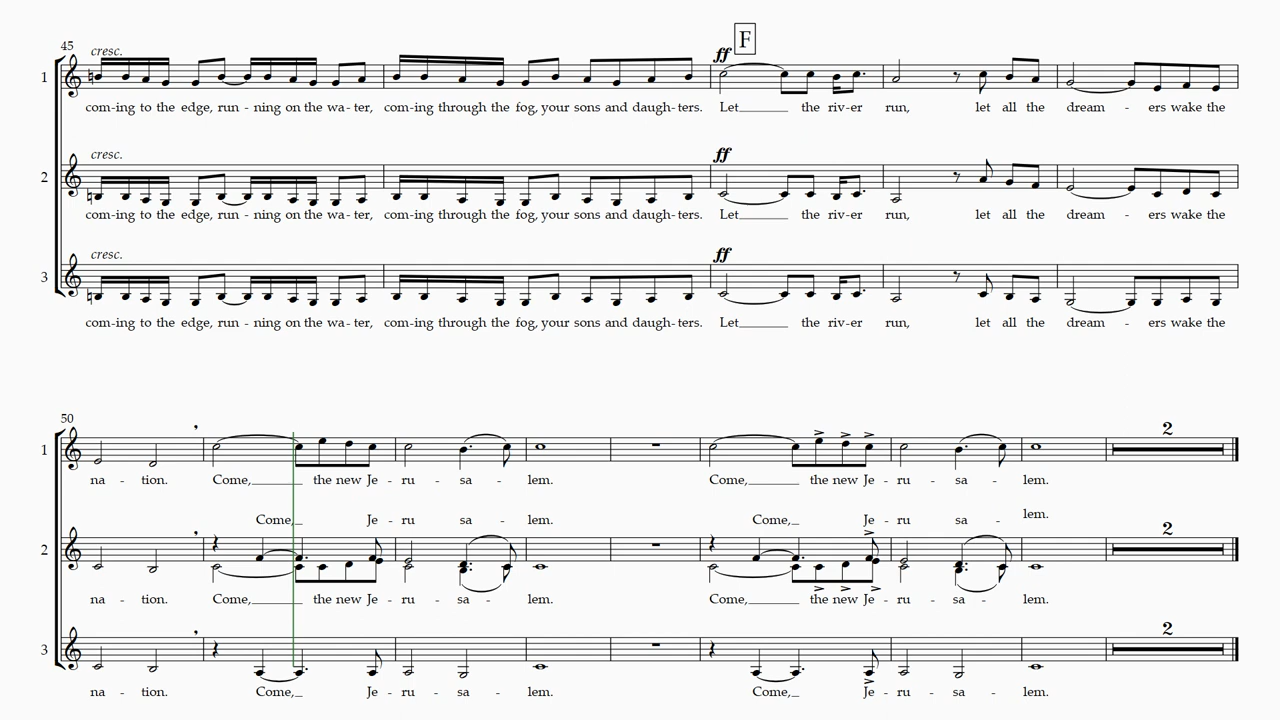 F
45
cresc.
ff
1
com-ing to the edge, run - ning on the wa - ter, com-ing through the fog, your sons and daugh- ters. Let the riv-er run, let all the dream - ers wake the
cresc.
ff
2
com-ing to the edge, run - ning on the wa - ter, com-ing through the fog, your sons and daugh- ters. Let the riv-er run, let all the dream - ers wake the
cresc.
ff
3
com-ing to the edge, run - ning on the wa - ter, com-ing through the fog, your sons and daugh- ters. Let the riv-er run, let all the dream - ers wake the
50
2
1
na - tion. Come, the new Je - ru - sa - lem. Come, the new Je - ru - sa - lem.
Come, Je - ru sa - lem. Come, Je - ru sa - lem.
2
2
na - tion. Come, the new Je - ru - sa - lem. Come, the new Je - ru - sa - lem.
2
3
na - tion. Come, Je - ru - sa - lem. Come, Je - ru - sa - lem.